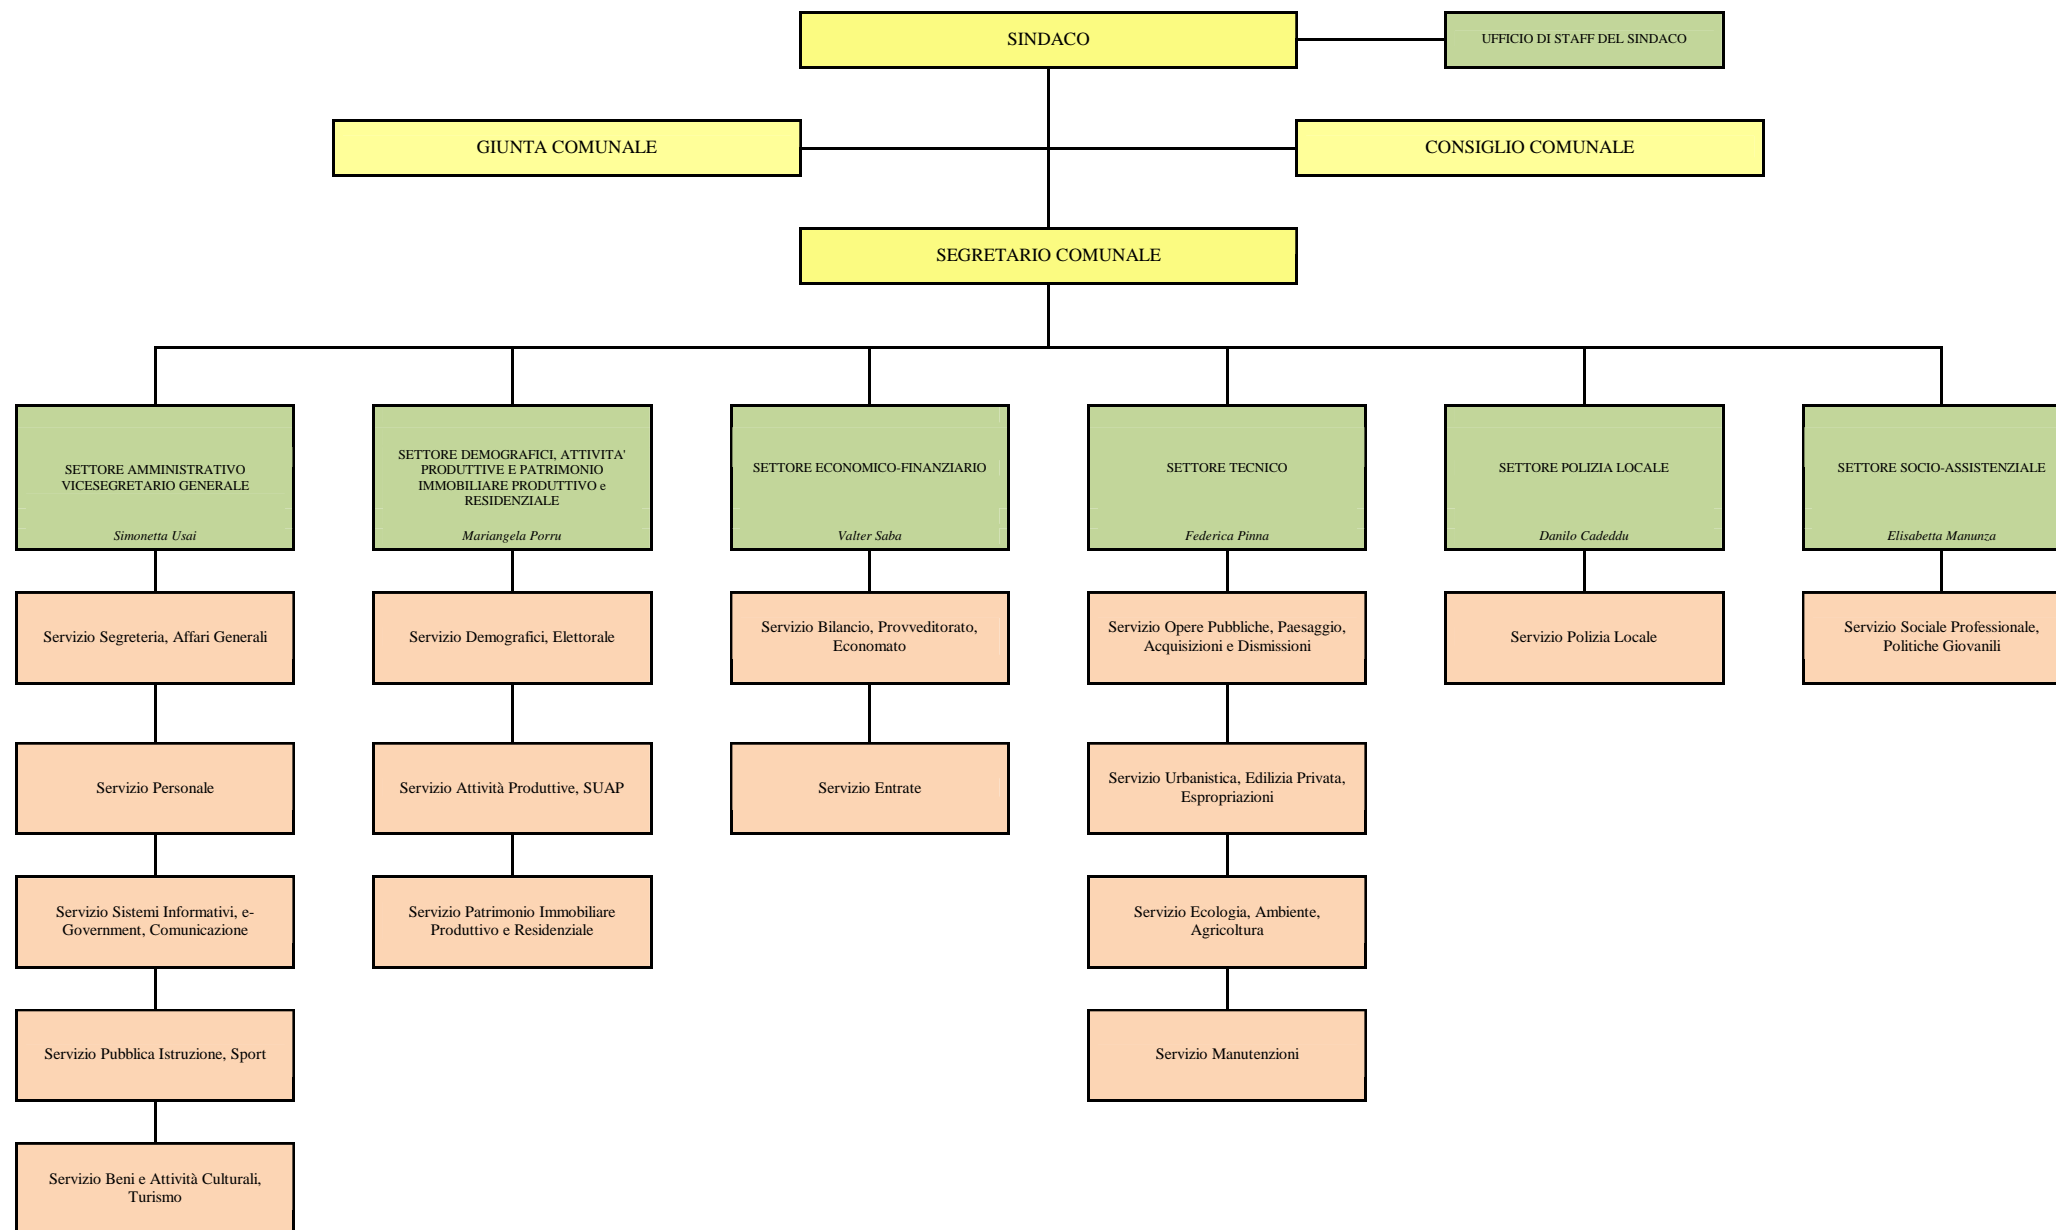 SINDACO
UFFICIO DI STAFF DEL SINDACO
GIUNTA COMUNALE
CONSIGLIO COMUNALE
SEGRETARIO COMUNALE
SETTORE AMMINISTRATIVO
VICESEGRETARIO GENERALE
Simonetta Usai
SETTORE DEMOGRAFICI, ATTIVITA'
PRODUTTIVE E PATRIMONIO
IMMOBILIARE PRODUTTIVO e
RESIDENZIALE
Mariangela Porru
SETTORE ECONOMICO-FINANZIARIO
Valter Saba
SETTORE TECNICO
Federica Pinna
SETTORE POLIZIA LOCALE
Danilo Cadeddu
SETTORE SOCIO-ASSISTENZIALE
Elisabetta Manunza
Servizio Segreteria, Affari Generali
Servizio Demografici, Elettorale
Servizio Bilancio, Provveditorato,
Economato
Servizio Opere Pubbliche, Paesaggio,
Acquisizioni e Dismissioni
Servizio Polizia Locale
Servizio Sociale Professionale,
Politiche Giovanili
Servizio Personale
Servizio Attività Produttive, SUAP
Servizio Entrate
Servizio Urbanistica, Edilizia Privata,
Espropriazioni
Servizio Sistemi Informativi, e-
Government, Comunicazione
Servizio Patrimonio Immobiliare
Produttivo e Residenziale
Servizio Ecologia, Ambiente,
Agricoltura
Servizio Pubblica Istruzione, Sport
Servizio Manutenzioni
Servizio Beni e Attività Culturali,
Turismo